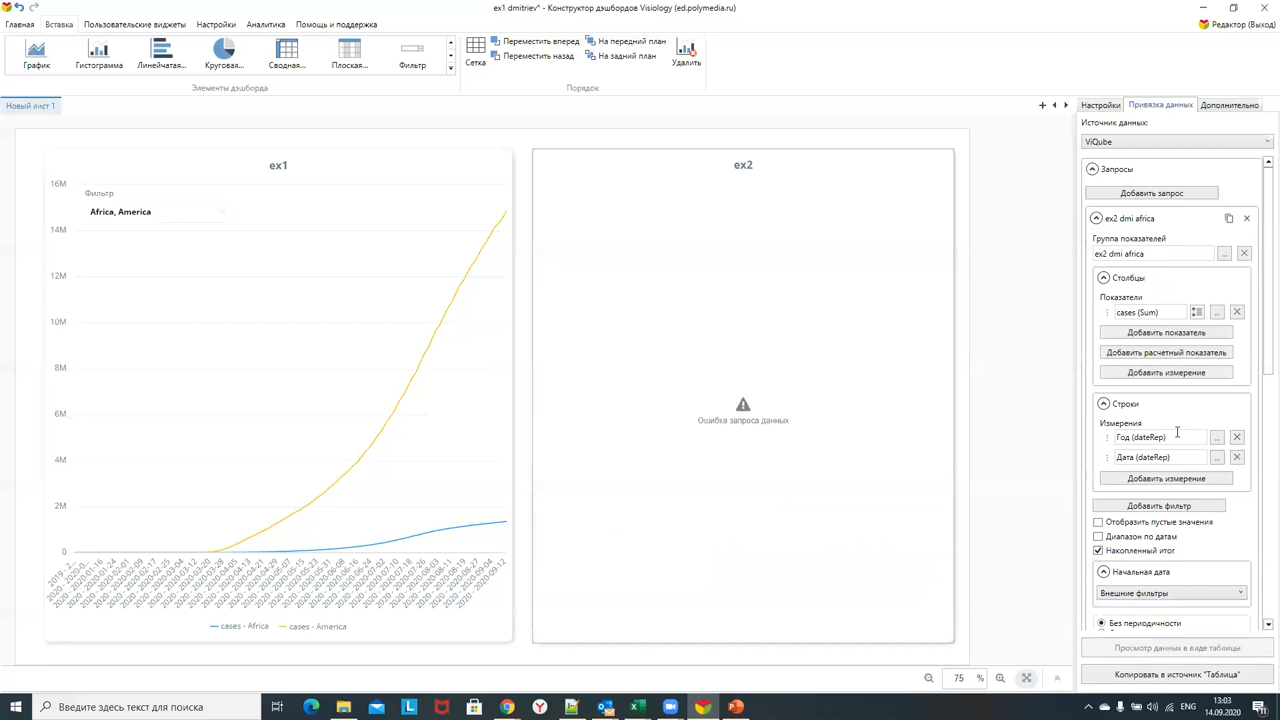 ex1 dmitriev* - Конструктор дэшбордов Visiology (ed.polymedia.ru)
Главная Вставка Пользовательские виджеты Настройки Аналитика Помощь и поддержка
Редактор (Выход)
График Гистограмма Линейчатая... Круговая... Сводная... Плоская... Фильтр
Сетка
Переместить вперед На передний план
Переместить назад На задний план
Удалить
Элементы дэшборда
Порядок
Новый лист 1
ex1
Фильтр
Africa, America
16M
14M
12M
10M
8M
6M
4M
2M
0
cases - Africa cases - America
ex2
Ошибка запроса данных
75 %
Настройки Привязка данных Дополнительно
Источник данных:
ViQube
Запросы
Добавить запрос
ex2 dmi africa
Группа показателей
ex2 dmi africa ...
Столбцы
Показатели
cases (Sum) ...
Добавить показатель
Добавить расчетный показатель
Добавить измерение
Строки
Измерения
Год (dateRep) ...
Дата (dateRep) ...
Добавить измерение
Добавить фильтр
Отобразить пустые значения
Диапазон по датам
Накопленный итог
Начальная дата
Внешние фильтры
Без периодичности
Просмотр данных в виде таблицы
Копировать в источник "Таблица"
Введите здесь текст для поиска
ENG
13:03
14.09.2020